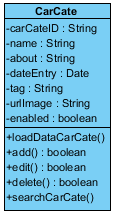 CarCate
-carCateID : String
-name : String
-about : String
-dateEntry : Date
-tag : String
-urlImage : String
-enabled : boolean
+loadDataCarCate()
+add() : boolean
+edit() : boolean
+delete() : boolean
+searchCarCate()